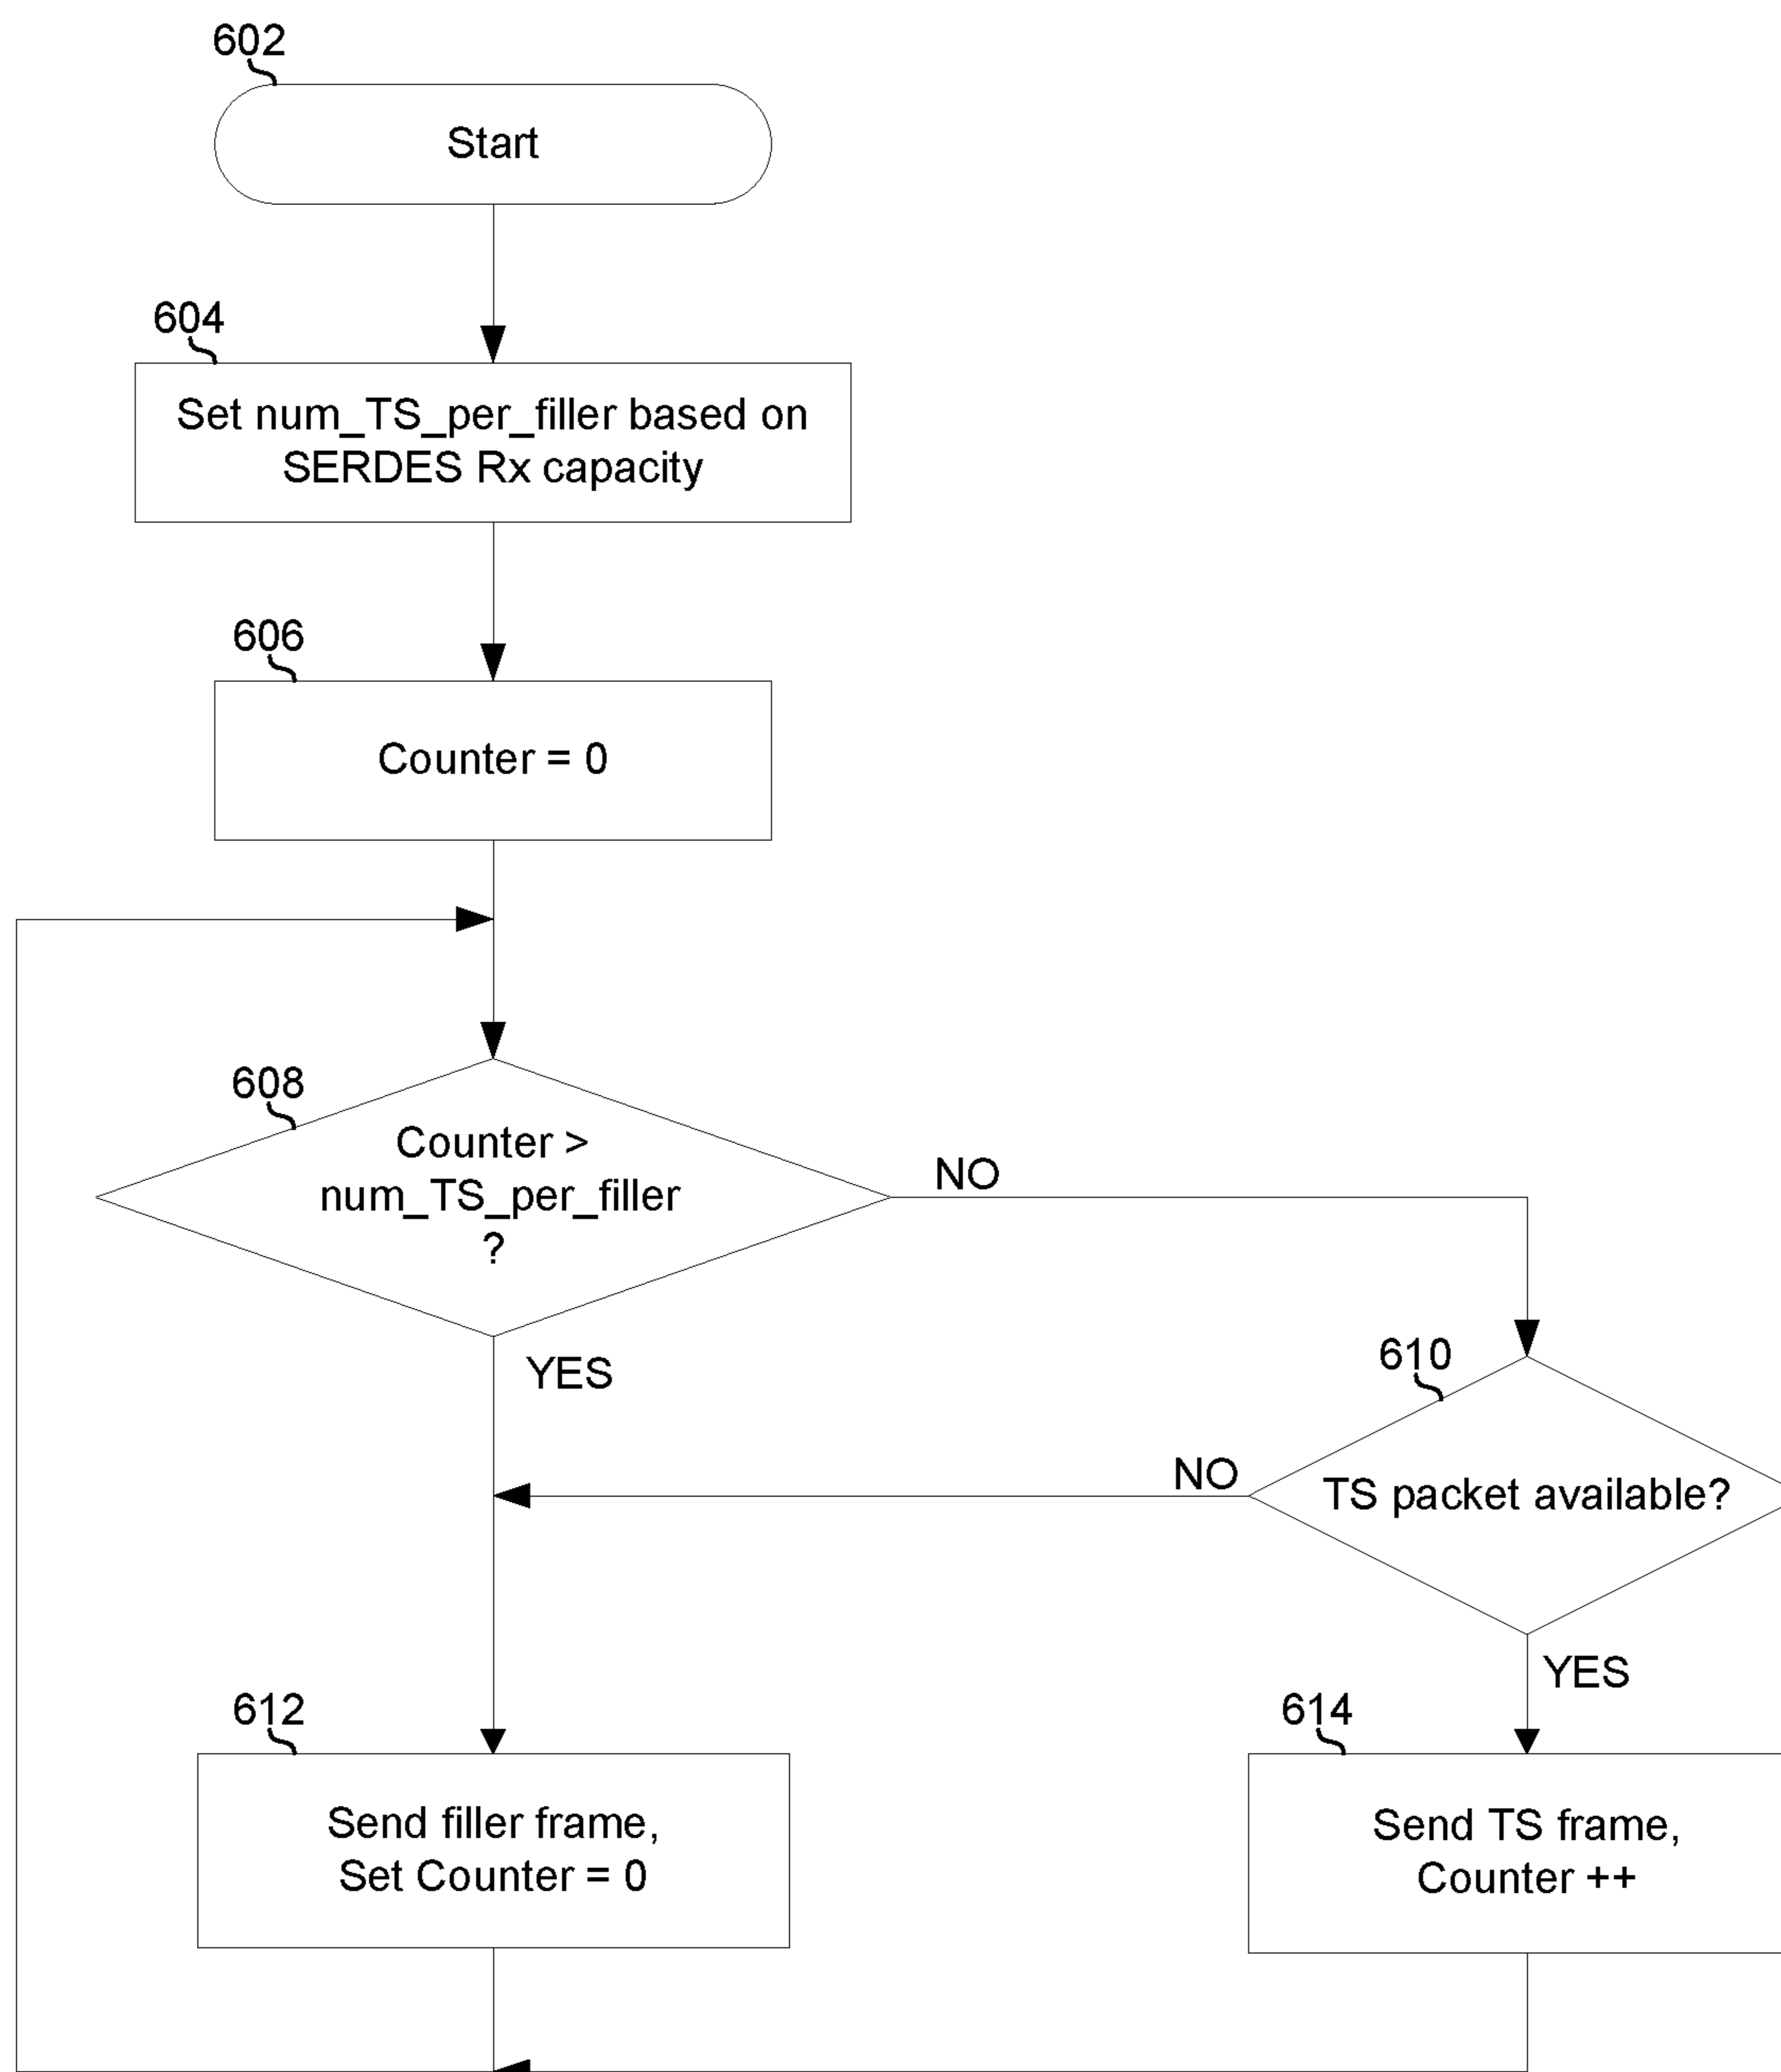 602
Start
604
Set num_TS_per_filler based on
SERDES Rx capacity
606
Counter = 0
608
Counter >
num_TS_per_filler
?
NO
YES
610
TS packet available?
NO
YES
612
Send filler frame,
Set Counter = 0
614
Send TS frame,
Counter ++